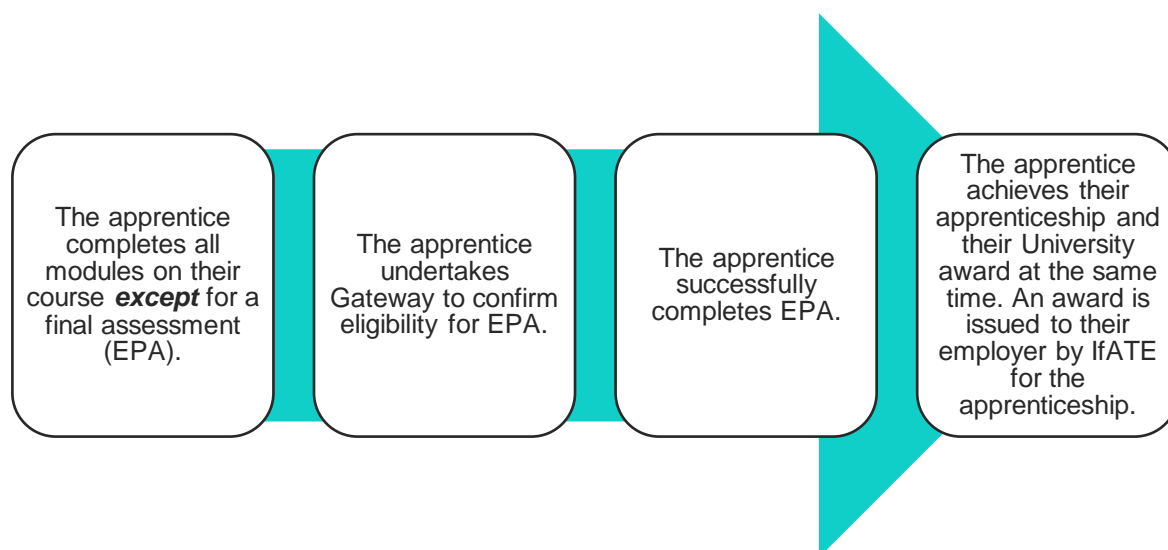 The apprentice
completes all
modules on their
course except for a
final assessment
(EPA).
The apprentice
undertakes
Gateway to confirm
eligibility for EPA.
The apprentice
successfully
completes EPA.
The apprentice
achieves their
apprenticeship and
their University
award at the same
time. An award is
issued to their
employer by IfATE
for the
apprenticeship.